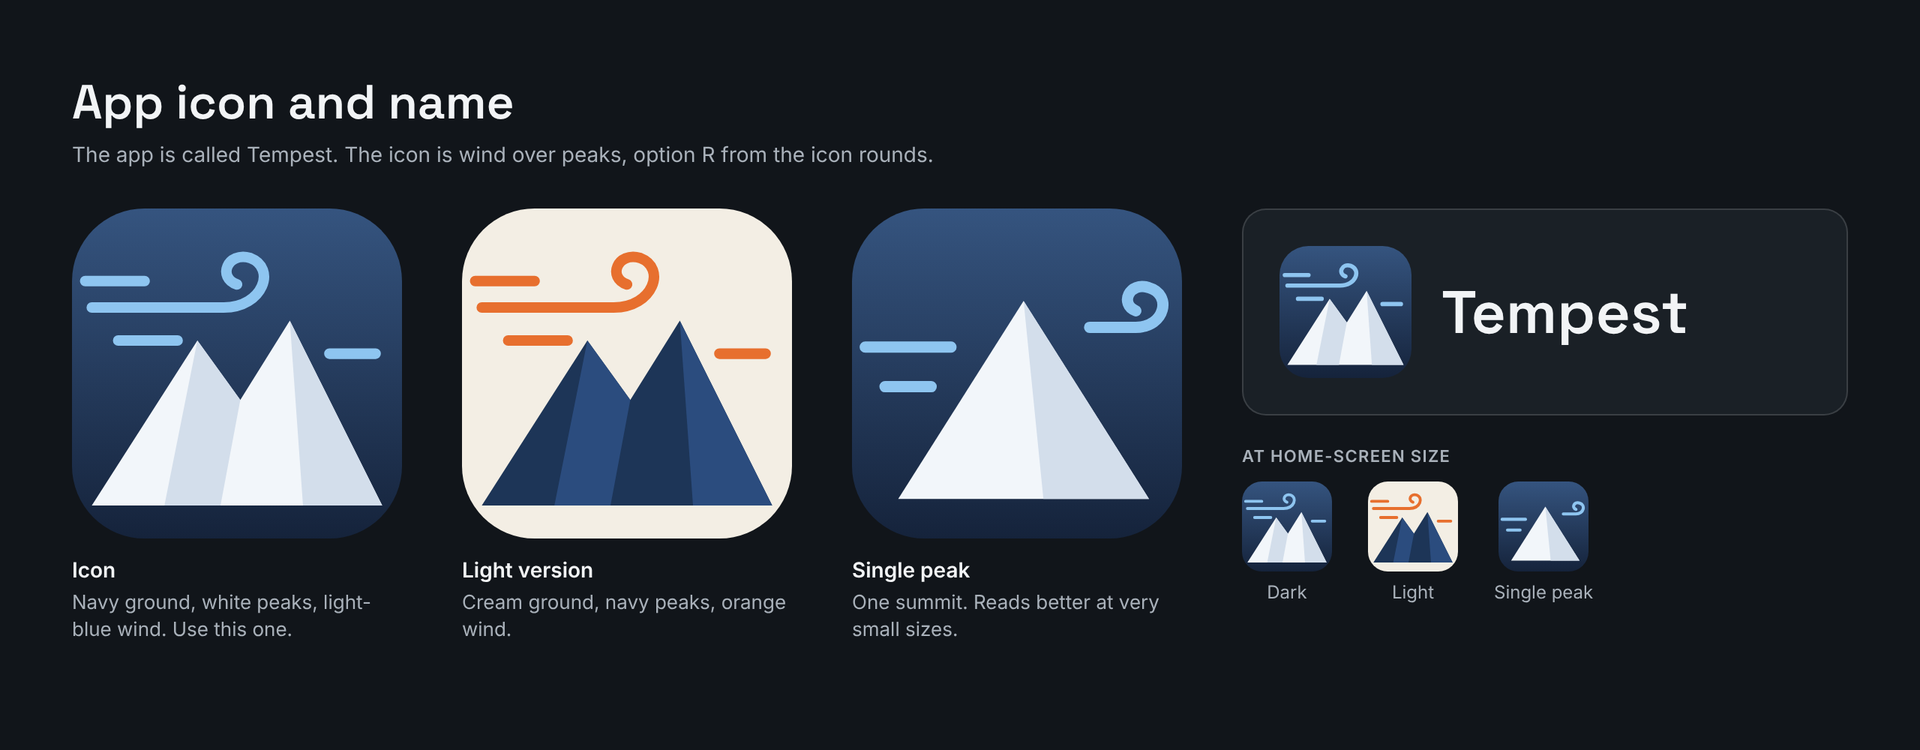 App icon and name
The app is called Tempest. The icon is wind over peaks, option R from the icon rounds.
Icon
Navy ground, white peaks, light-
blue wind. Use this one.
Light version
Cream ground, navy peaks, orange
wind.
Single peak
One summit. Reads better at very
small sizes.
Tempest
AT HOME-SCREEN SIZE
Dark
Light
Single peak